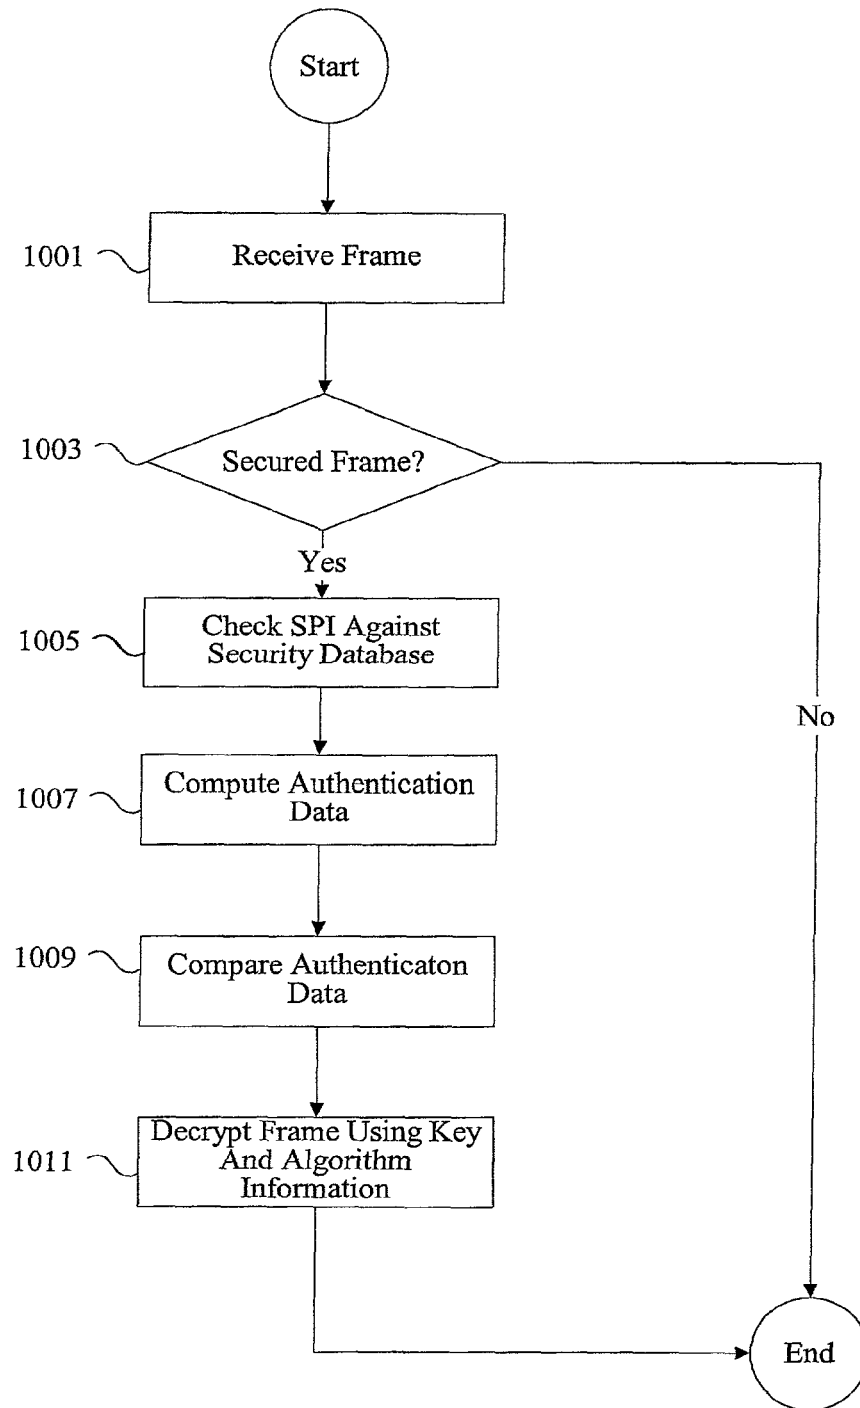 Start
1001
Receive Frame
1003
Secured Frame?
Yes
1005
Check SPI Against
Security Database
No
1007
Compute Authentication
Data
1009
Compare Authenticaton
Data
1011
Decrypt Frame Using Key
And Algorithm
Information
End